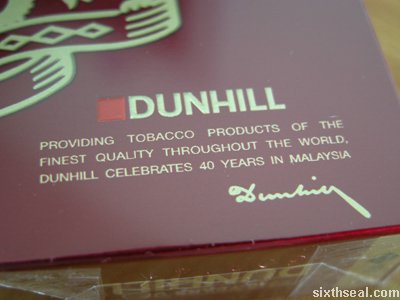 DUNHILL
PROVIDING TOBACCO PRODUCTS OF THE
FINEST QUALITY THROUGHOUT THE WORLD,
DUNHILL CELEBRATES 40 YEARS IN MALAYSIA
Dunhill
DUNHILL
sixthseal.com